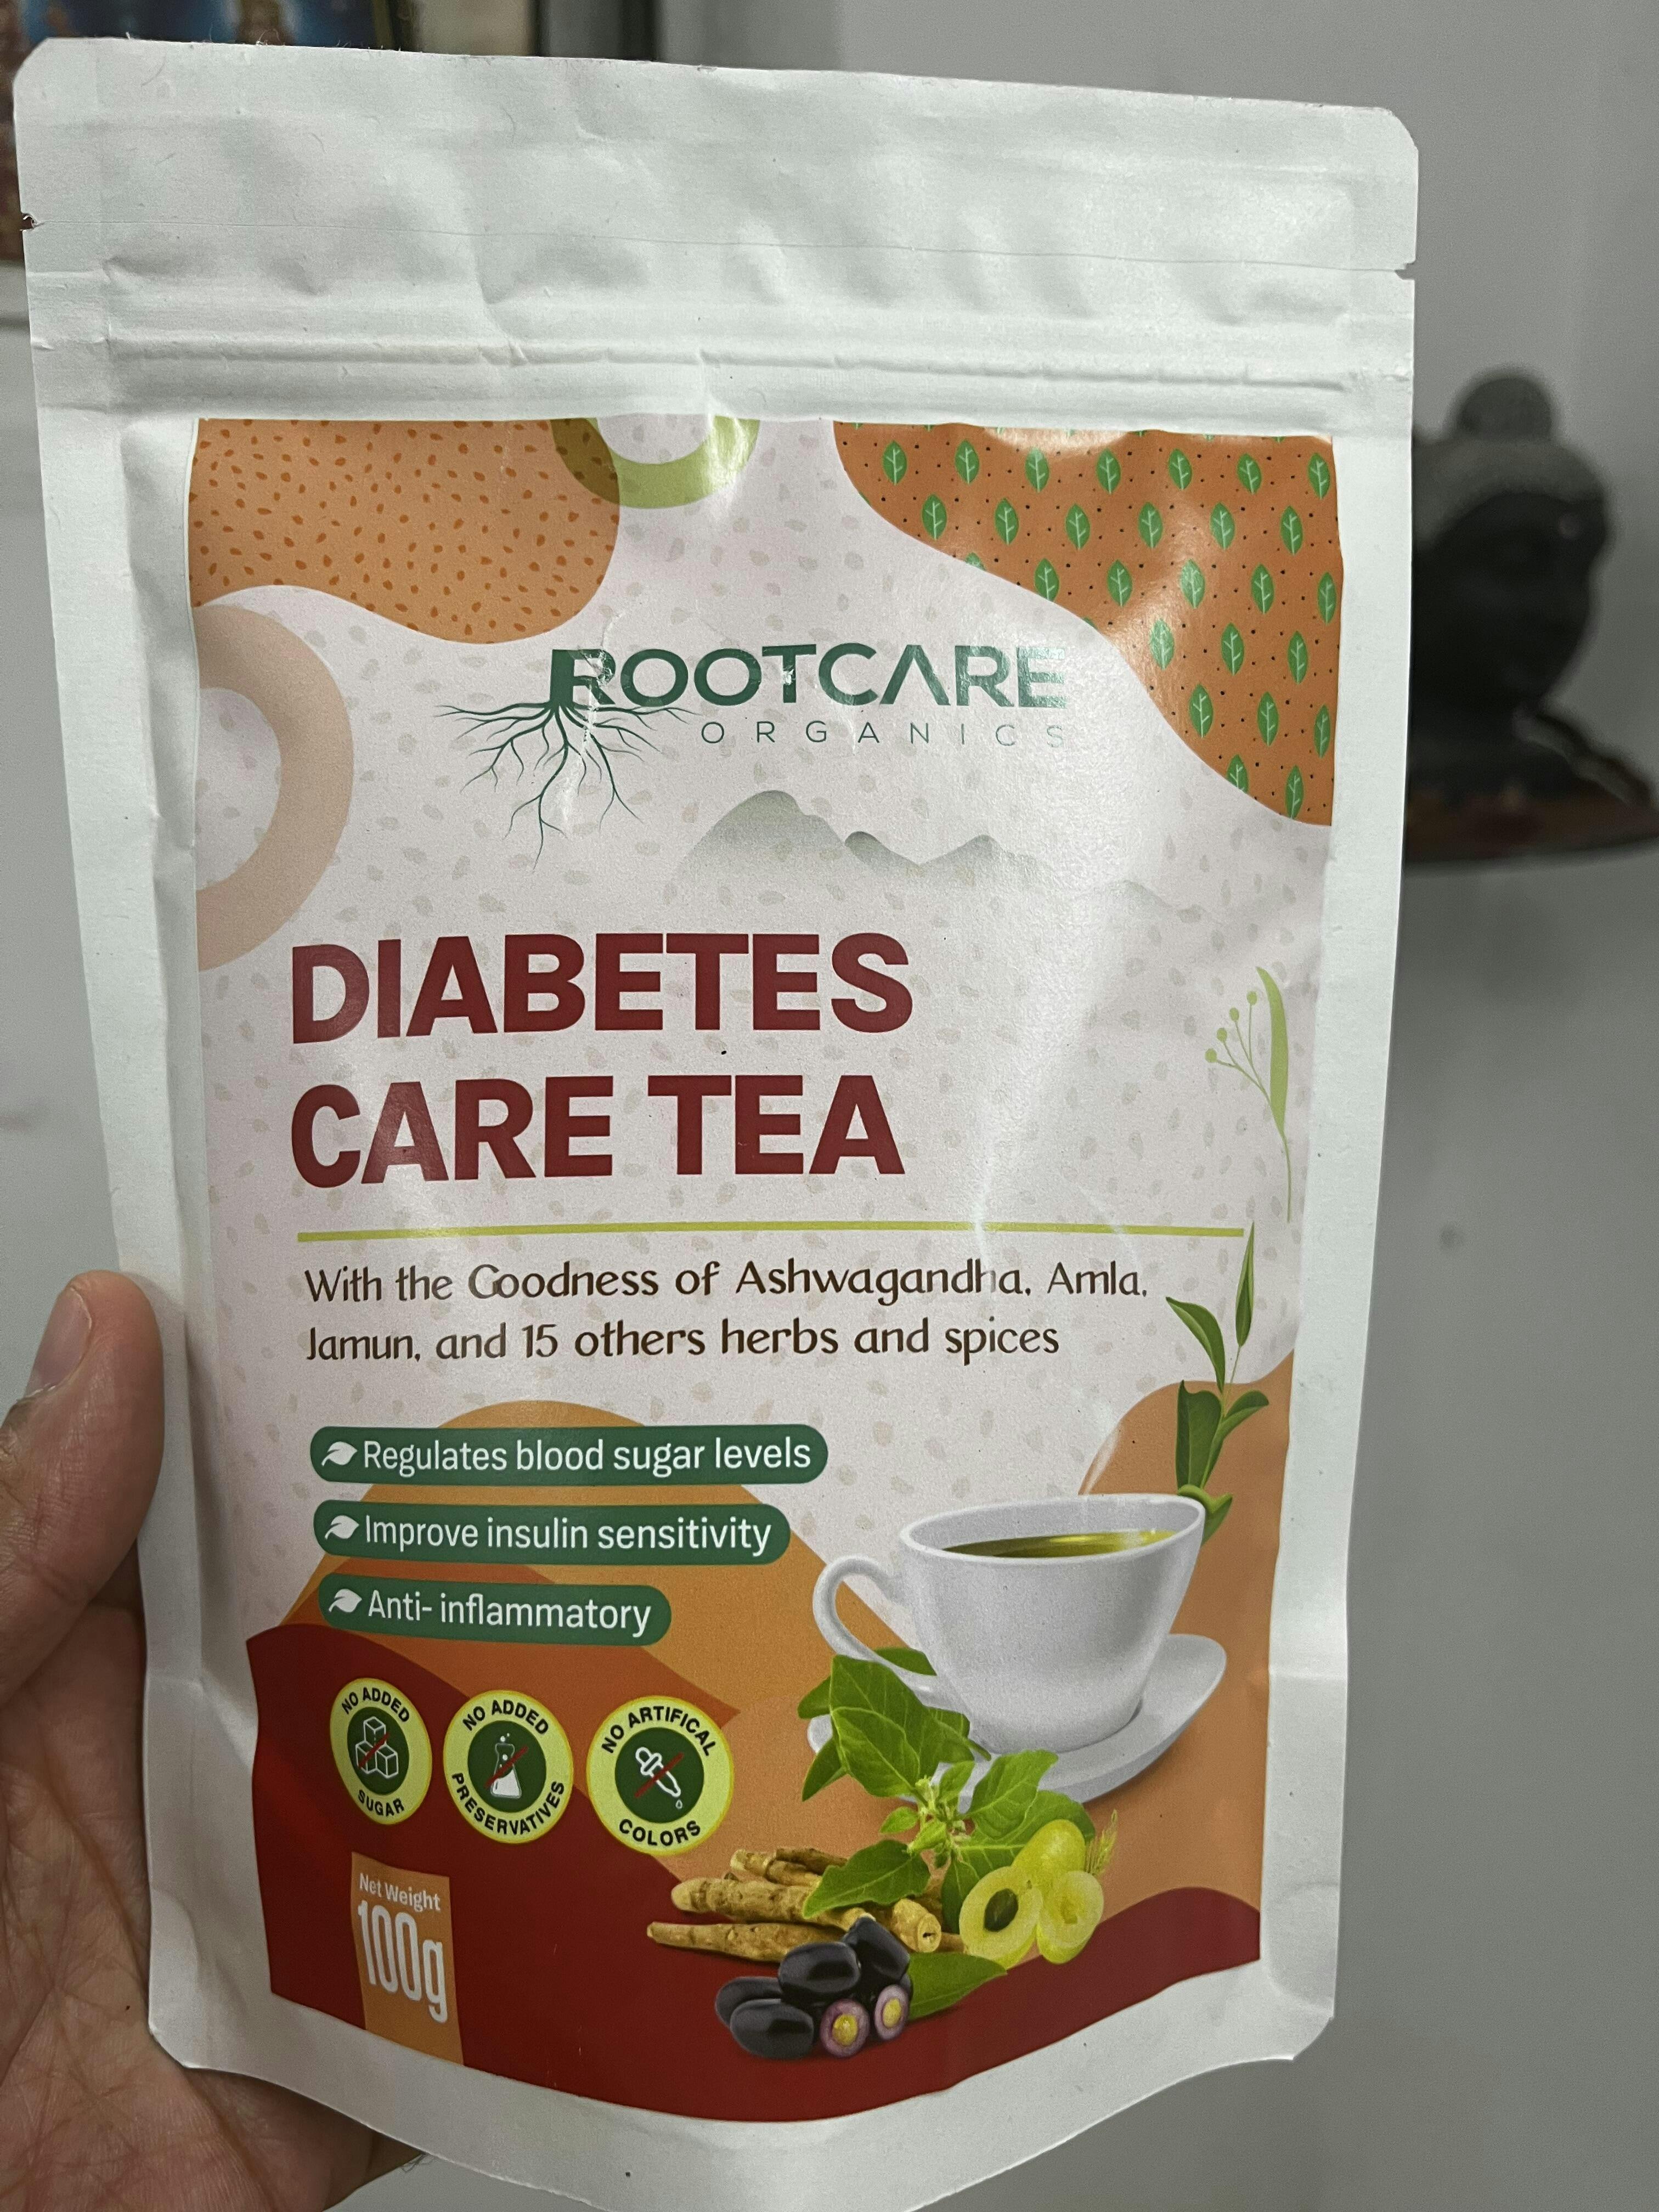 ROOTCARE
ORGANICS
DIABETES
CARE TEA
With the Goodness of Ashwagandha, Amla,
Jamun, and 15 others herbs and spices
Regulates blood sugar levels
Improve insulin sensitivity
Anti- inflammatory
NO ADDED
SUGAR
NO ADDED
PRESERVATIVES
NO ARTIFICAL
COLORS
Net Weight
100g